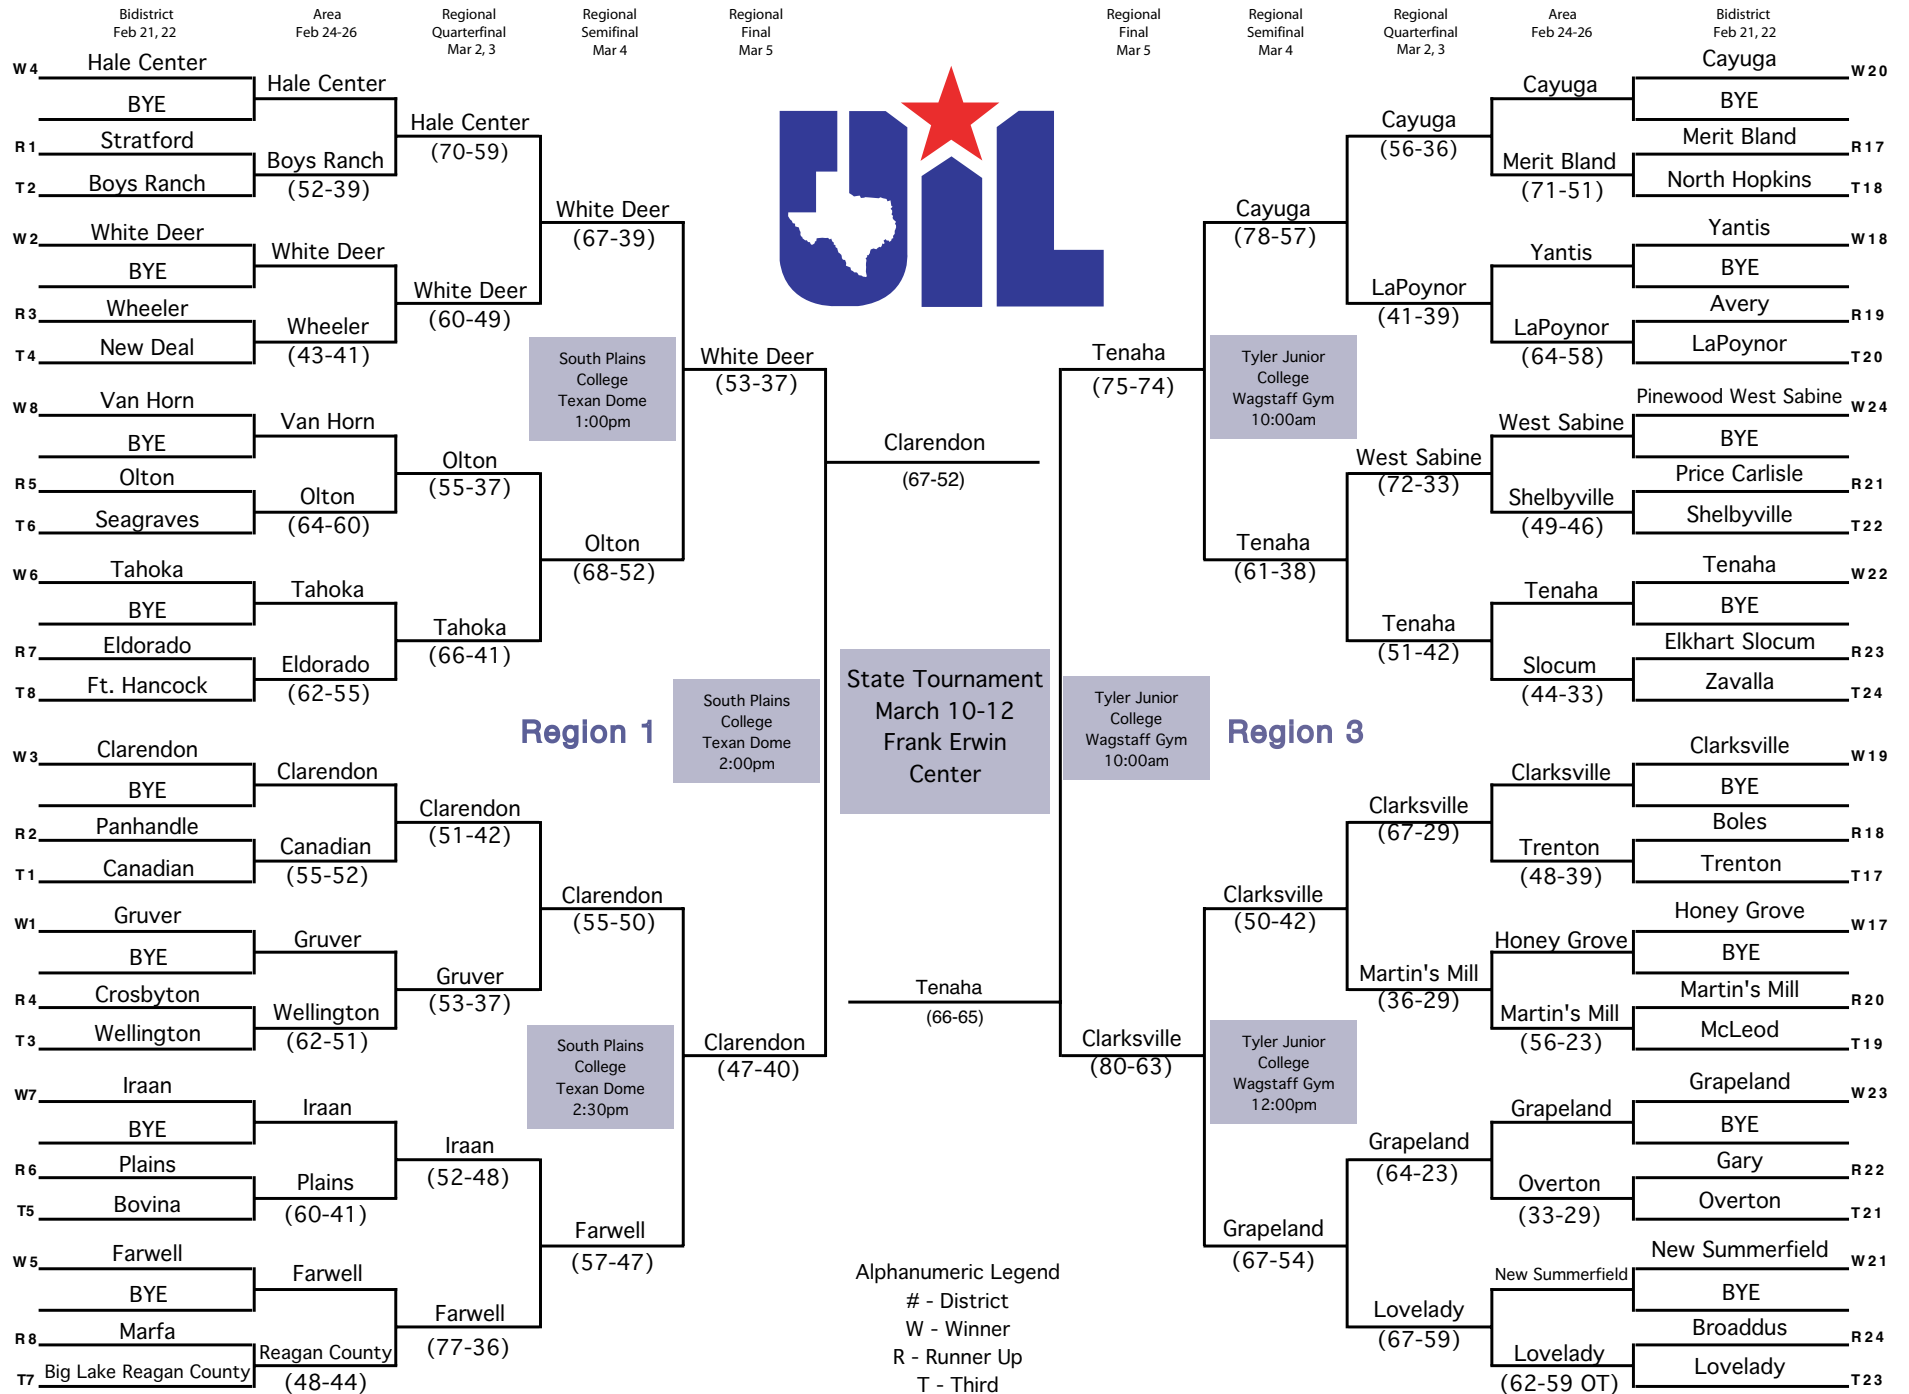 Bidistrict
Feb 21, 22
Area
Feb 24-26
Regional
Quarterfinal
Mar 2, 3
Regional
Semifinal
Mar 4
Regional
Final
Mar 5
Regional
Final
Mar 5
Regional
Semifinal
Mar 4
Regional
Quarterfinal
Mar 2, 3
Area
Feb 24-26
Bidistrict
Feb 21, 22
W4
Hale Center
BYE
R1
Stratford
T2
Boys Ranch
W2
White Deer
BYE
R3
Wheeler
T4
New Deal
W8
Van Horn
BYE
R5
Olton
T6
Seagraves
W6
Tahoka
BYE
R7
Eldorado
T8
Ft. Hancock
W3
Clarendon
BYE
R2
Panhandle
T1
Canadian
W1
Gruver
BYE
R4
Crosbyton
T3
Wellington
W7
Iraan
BYE
R6
Plains
T5
Bovina
W5
Farwell
BYE
R8
Marfa
T7
Big Lake Reagan County
Hale Center
Boys Ranch
(52-39)
White Deer
Wheeler
(43-41)
Van Horn
Olton
(64-60)
Tahoka
Eldorado
(62-55)
Clarendon
Canadian
(55-52)
Gruver
Wellington
(62-51)
Iraan
Plains
(60-41)
Farwell
Reagan County
(48-44)
Hale Center
(70-59)
White Deer
(60-49)
Olton
(55-37)
Tahoka
(66-41)
Clarendon
(51-42)
Gruver
(53-37)
Iraan
(52-48)
Farwell
(77-36)
White Deer
(67-39)
South Plains
College
Texan Dome
1:00pm
Olton
(68-52)
Region 1
Clarendon
(55-50)
South Plains
College
Texan Dome
2:30pm
Farwell
(57-47)
White Deer
(53-37)
South Plains
College
Texan Dome
2:00pm
Clarendon
(47-40)
UIL
Clarendon
(67-52)
State Tournament
March 10-12
Frank Erwin
Center
Tenaha
(66-65)
Alphanumeric Legend
# - District
W - Winner
R - Runner Up
T - Third
Tenaha
(75-74)
Tyler Junior
College
Wagstaff Gym
10:00am
Clarksville
(80-63)
Cayuga
(78-57)
Tyler Junior
College
Wagstaff Gym
10:00am
Tenaha
(61-38)
Region 3
Clarksville
(50-42)
Tyler Junior
College
Wagstaff Gym
12:00pm
Grapeland
(67-54)
Cayuga
(56-36)
LaPoynor
(41-39)
West Sabine
(72-33)
Tenaha
(51-42)
Clarksville
(67-29)
Martin's Mill
(36-29)
Grapeland
(64-23)
Lovelady
(67-59)
Cayuga
Merit Bland
(71-51)
Yantis
LaPoynor
(64-58)
West Sabine
Shelbyville
(49-46)
Tenaha
Slocum
(44-33)
Clarksville
Trenton
(48-39)
Honey Grove
Martin's Mill
(56-23)
Grapeland
Overton
(33-29)
New Summerfield
Lovelady
(62-59 OT)
Cayuga
W20
BYE
Merit Bland
R17
North Hopkins
T18
Yantis
W18
BYE
Avery
R19
LaPoynor
T20
Pinewood West Sabine
W24
BYE
Price Carlisle
R21
Shelbyville
T22
Tenaha
W22
BYE
Elkhart Slocum
R23
Zavalla
T24
Clarksville
W19
BYE
Boles
R18
Trenton
T17
Honey Grove
W17
BYE
Martin's Mill
R20
McLeod
T19
Grapeland
W23
BYE
Gary
R22
Overton
T21
New Summerfield
W21
BYE
Broaddus
R24
Lovelady
T23